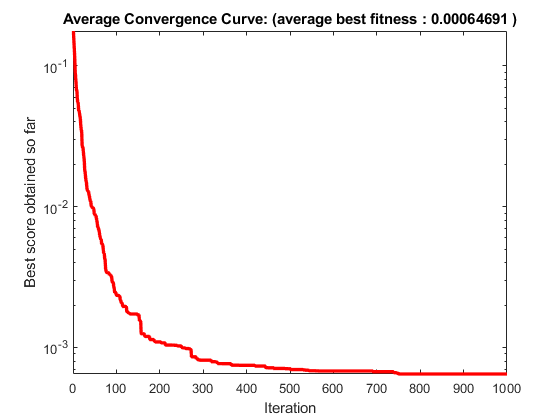 Average Convergence Curve: (average best fitness : 0.00064691 )
Best score obtained so far
10^-1
10^-2
10^-3
0 100 200 300 400 500 600 700 800 900 1000
Iteration